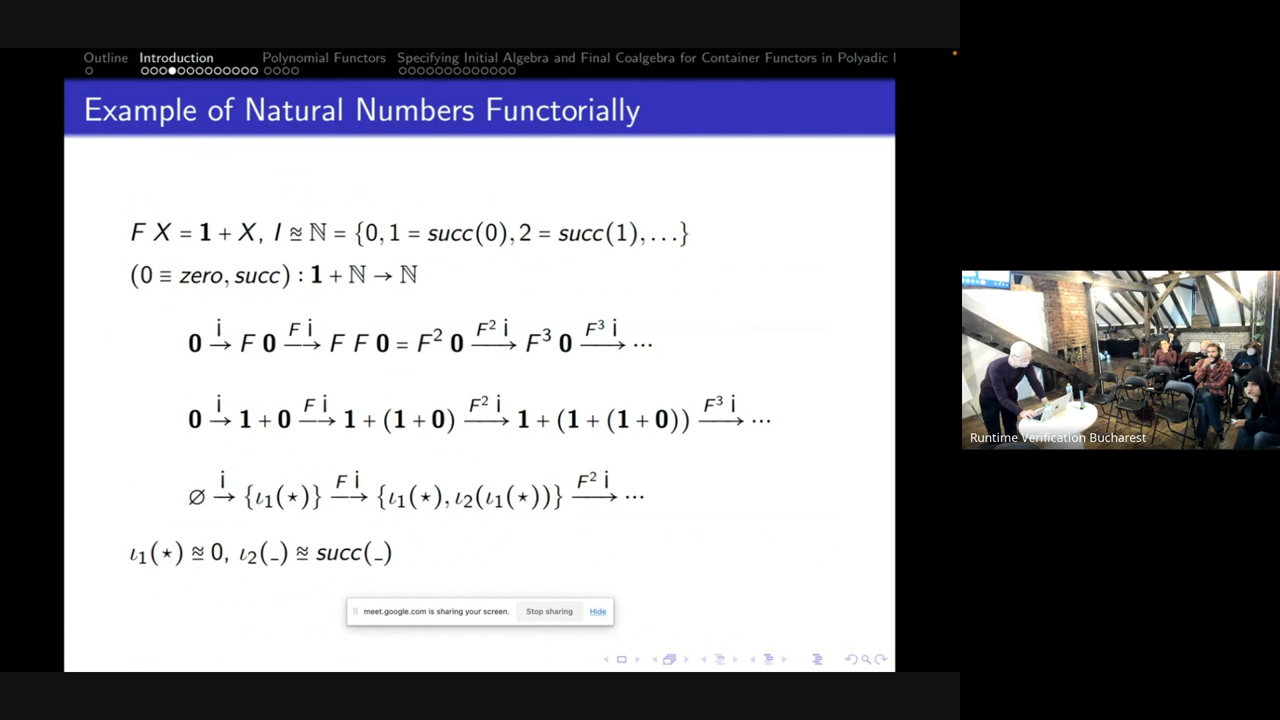 Outline Introduction Polynomial Functors Specifying Initial Algebra and Final Coalgebra for Container Functors in Polyadic
Example of Natural Numbers Functorially
F X = 𝟏 + X, I ≊ ℕ = {0, 1 = succ(0), 2 = succ(1), …}
(0 ≡ zero, succ) : 𝟏 + ℕ → ℕ
𝟎 →^{¡} F 𝟎 →^{F ¡} F F 𝟎 = F² 𝟎 →^{F² ¡} F³ 𝟎 →^{F³ ¡} ⋯
𝟎 →^{¡} 𝟏 + 𝟎 →^{F ¡} 𝟏 + (𝟏 + 𝟎) →^{F² ¡} 𝟏 + (𝟏 + (𝟏 + 𝟎)) →^{F³ ¡} ⋯
∅ →^{¡} {ι₁(⋆)} →^{F ¡} {ι₁(⋆), ι₂(ι₁(⋆))} →^{F² ¡} ⋯
ι₁(⋆) ≊ 0, ι₂(_) ≊ succ(_)
meet.google.com is sharing your screen. Stop sharing Hide
Runtime Verification Bucharest